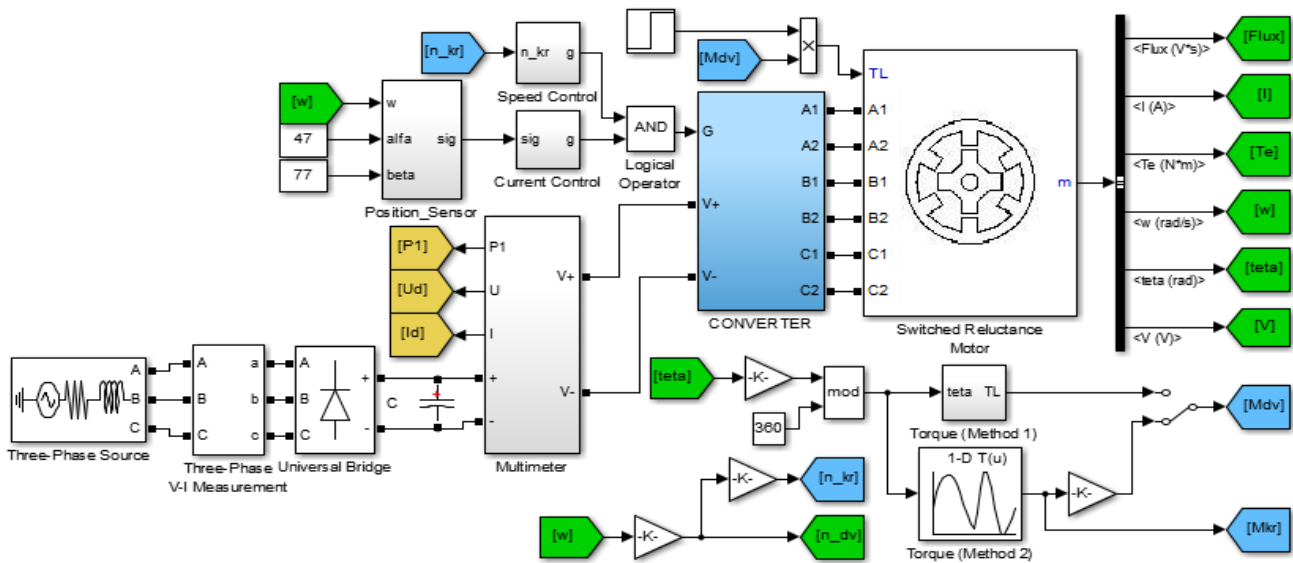 [n_kr]
n_kr g
Speed Control
[Mdv]
×
TL
[w]
47
77
w
alfa
beta
sig
Position_Sensor
sig g
Current Control
AND
Logical
Operator
G
V+
V-
A1
A2
B1
B2
C1
C2
CONVERTER
A1
A2
B1
B2
C1
C2
m
Switched Reluctance
Motor
<Flux (V*s)>
[Flux]
<I (A)>
[I]
<Te (N*m)>
[Te]
<w (rad/s)>
[w]
<teta (rad)>
[teta]
<V (V)>
[V]
[P1]
[Ud]
[Id]
P1
U
I
V+
V-
+
-
Multimeter
A
B
C
Three-Phase Source
A
B
C
a
b
c
Three-Phase
V-I Measurement
A
B
C
+
-
Universal Bridge
C
+
[teta]
-K-
360
mod
teta TL
Torque (Method 1)
1-D T(u)
Torque (Method 2)
-K-
[Mdv]
[Mkr]
[w]
-K-
-K-
[n_kr]
[n_dv]